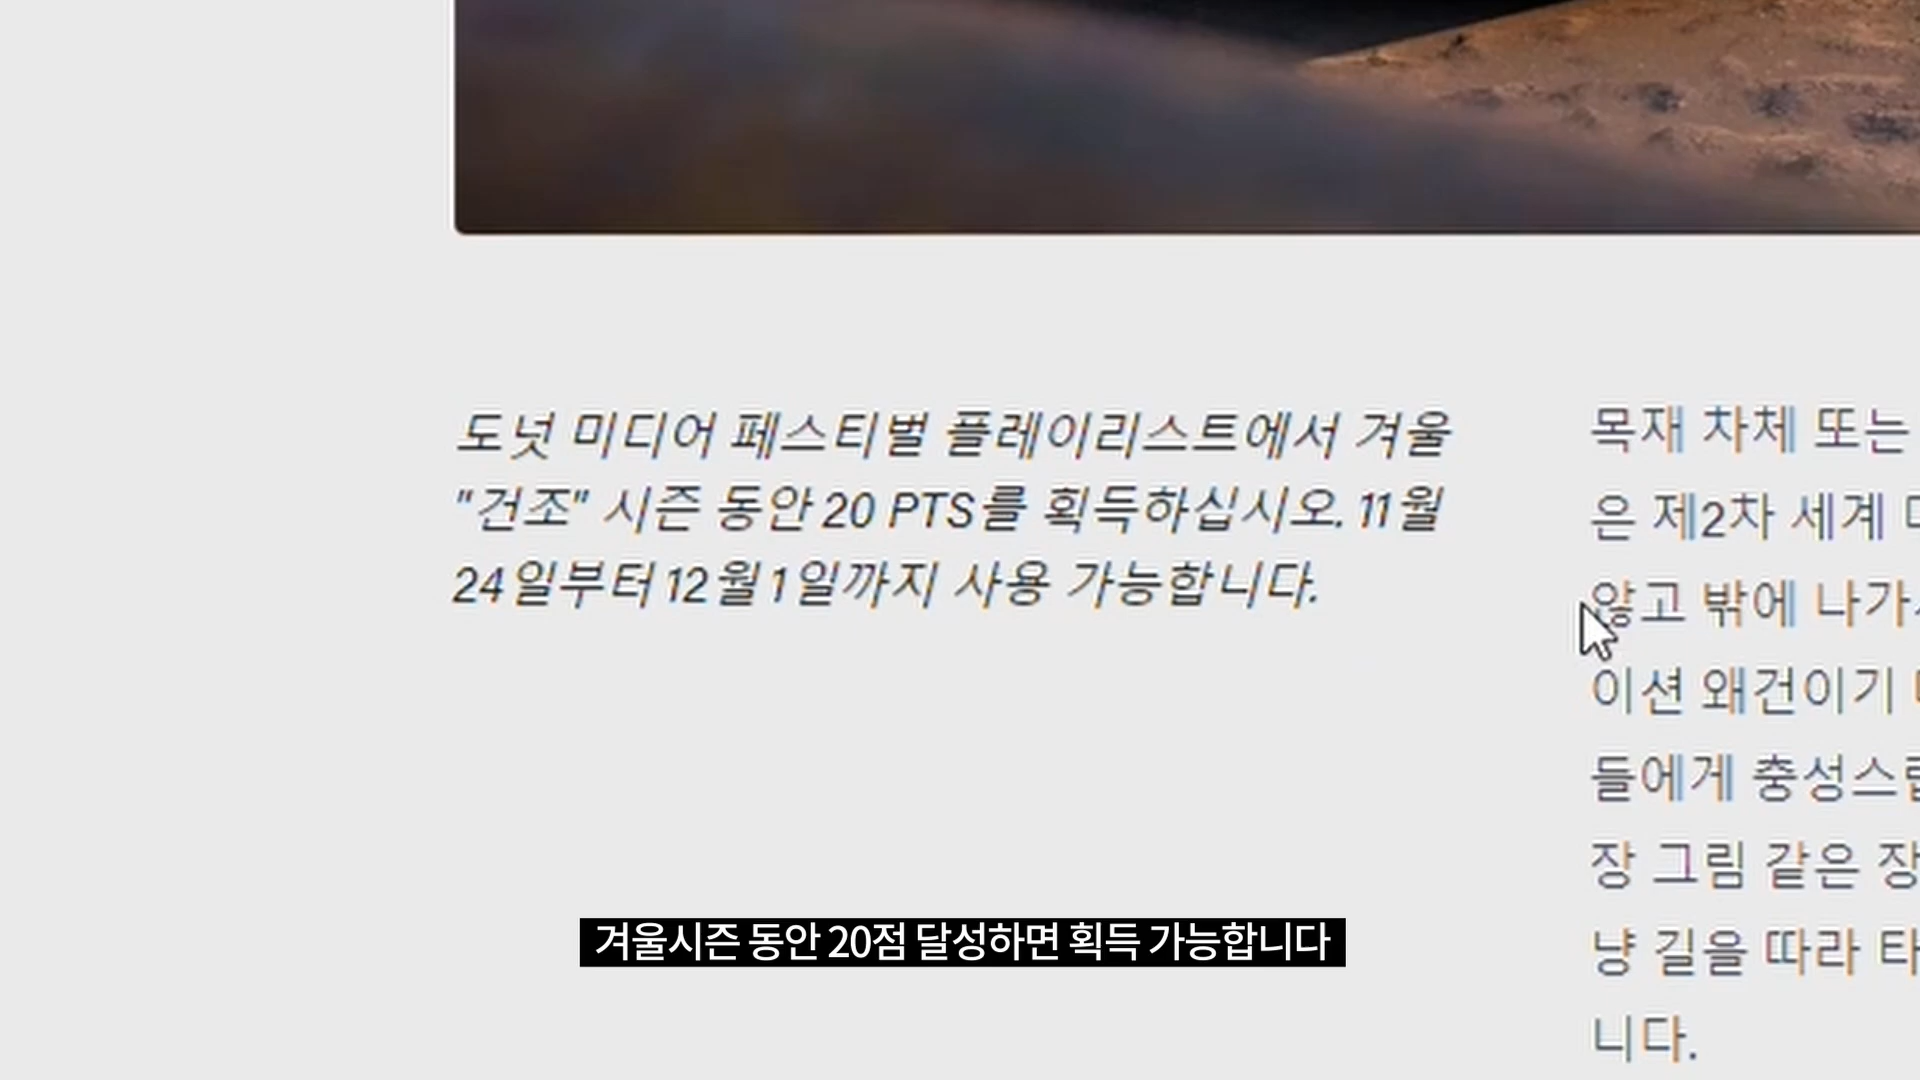 도넛 미디어 페스티벌 플레이리스트에서 겨울
"건조" 시즌 동안 20 PTS를 획득하십시오. 11월
24일부터 12월 1일까지 사용 가능합니다.
목재 차체 또는
은 제2차 세계
않고 밖에 나가
이션 왜건이기
들에게 충성스럽
장 그림 같은 장
냥 길을 따라 타
니다.
겨울시즌 동안 20점 달성하면 획득 가능합니다